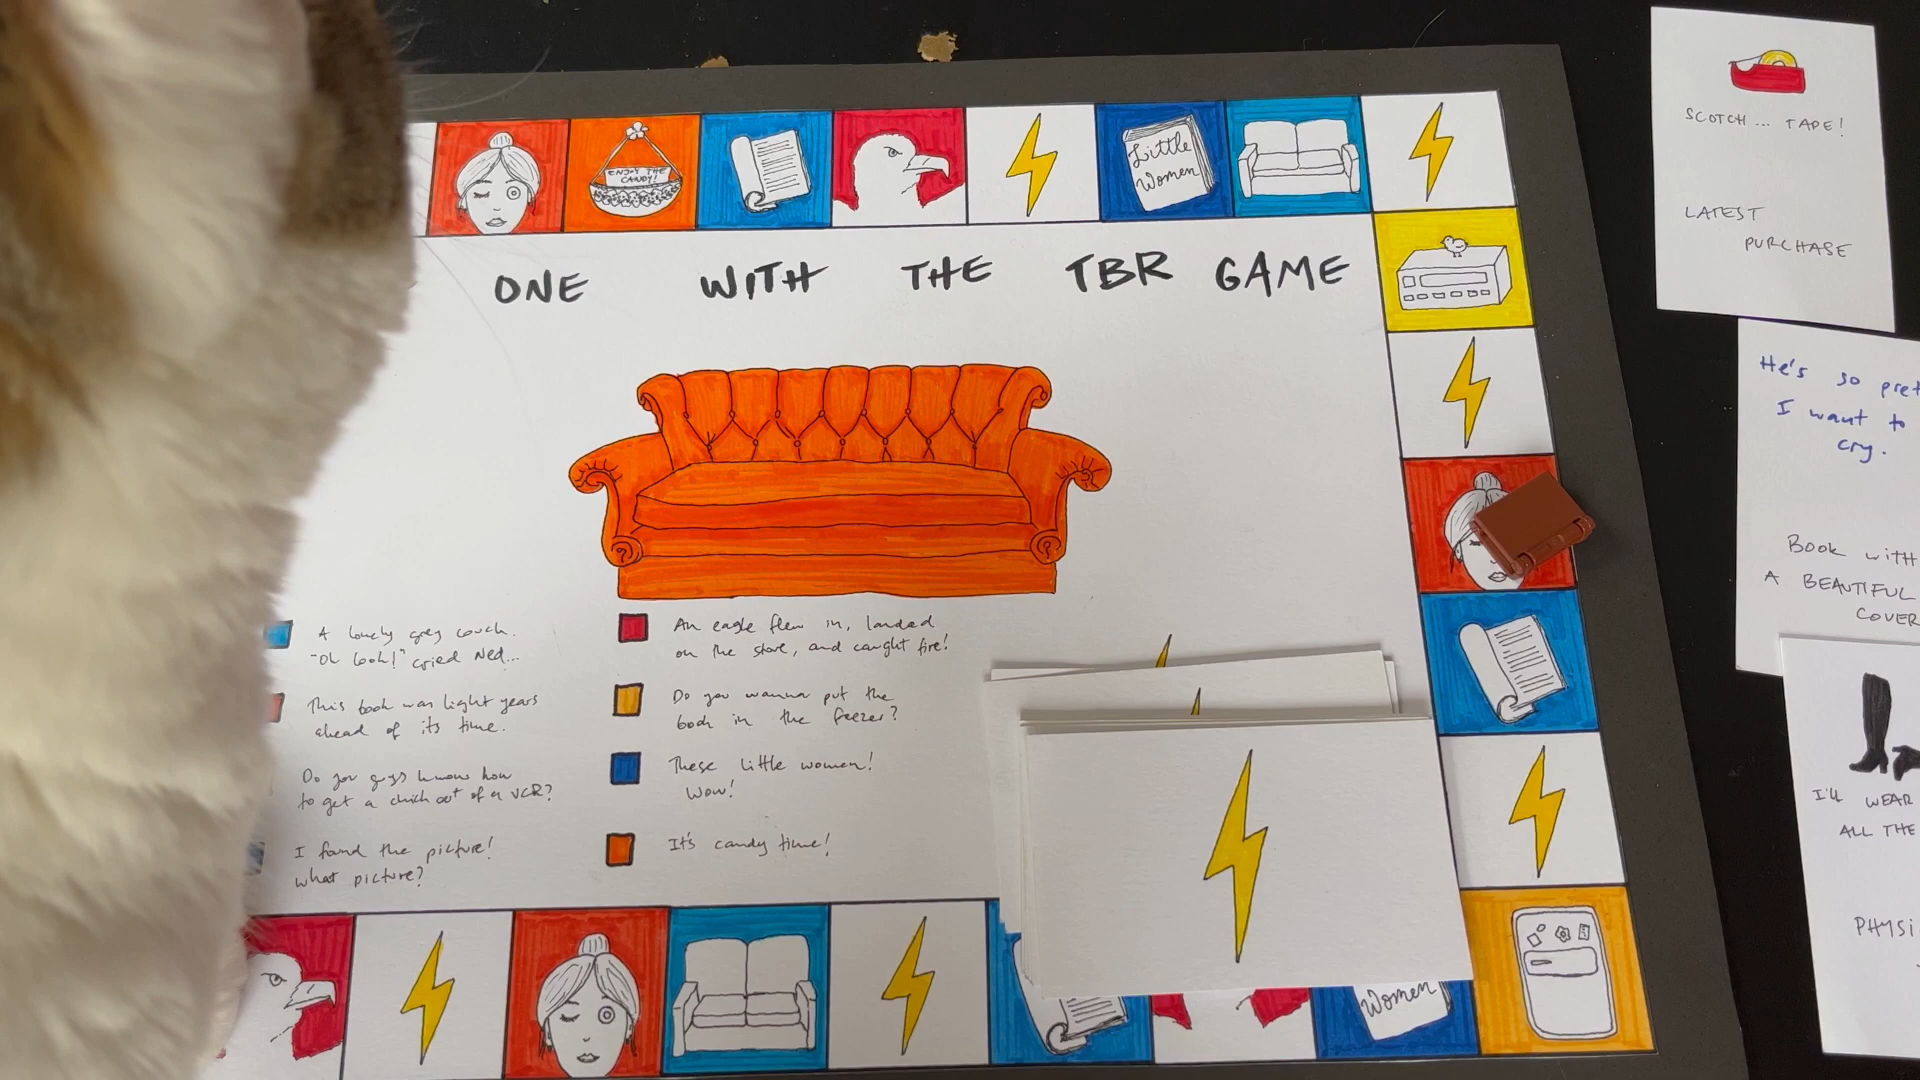 ENJOY THE
CANDY!
Little
Women
ONE WITH THE TBR GAME
A lonely grey couch.
"Oh look!" cried Ned...
This book was light years
ahead of its time.
Do you guys know how
to get a chick out of a VCR?
I found the picture!
What picture?
An eagle flew in, landed
on the stove, and caught fire!
Do you wanna put the
book in the freezer?
These little women!
Wow!
It's candy time!
Women
SCOTCH... TAPE!
LATEST
PURCHASE
He's so
I want to
cry.
BOOK WITH
A BEAUTIFUL
COVER
I'LL WEAR
ALL THE